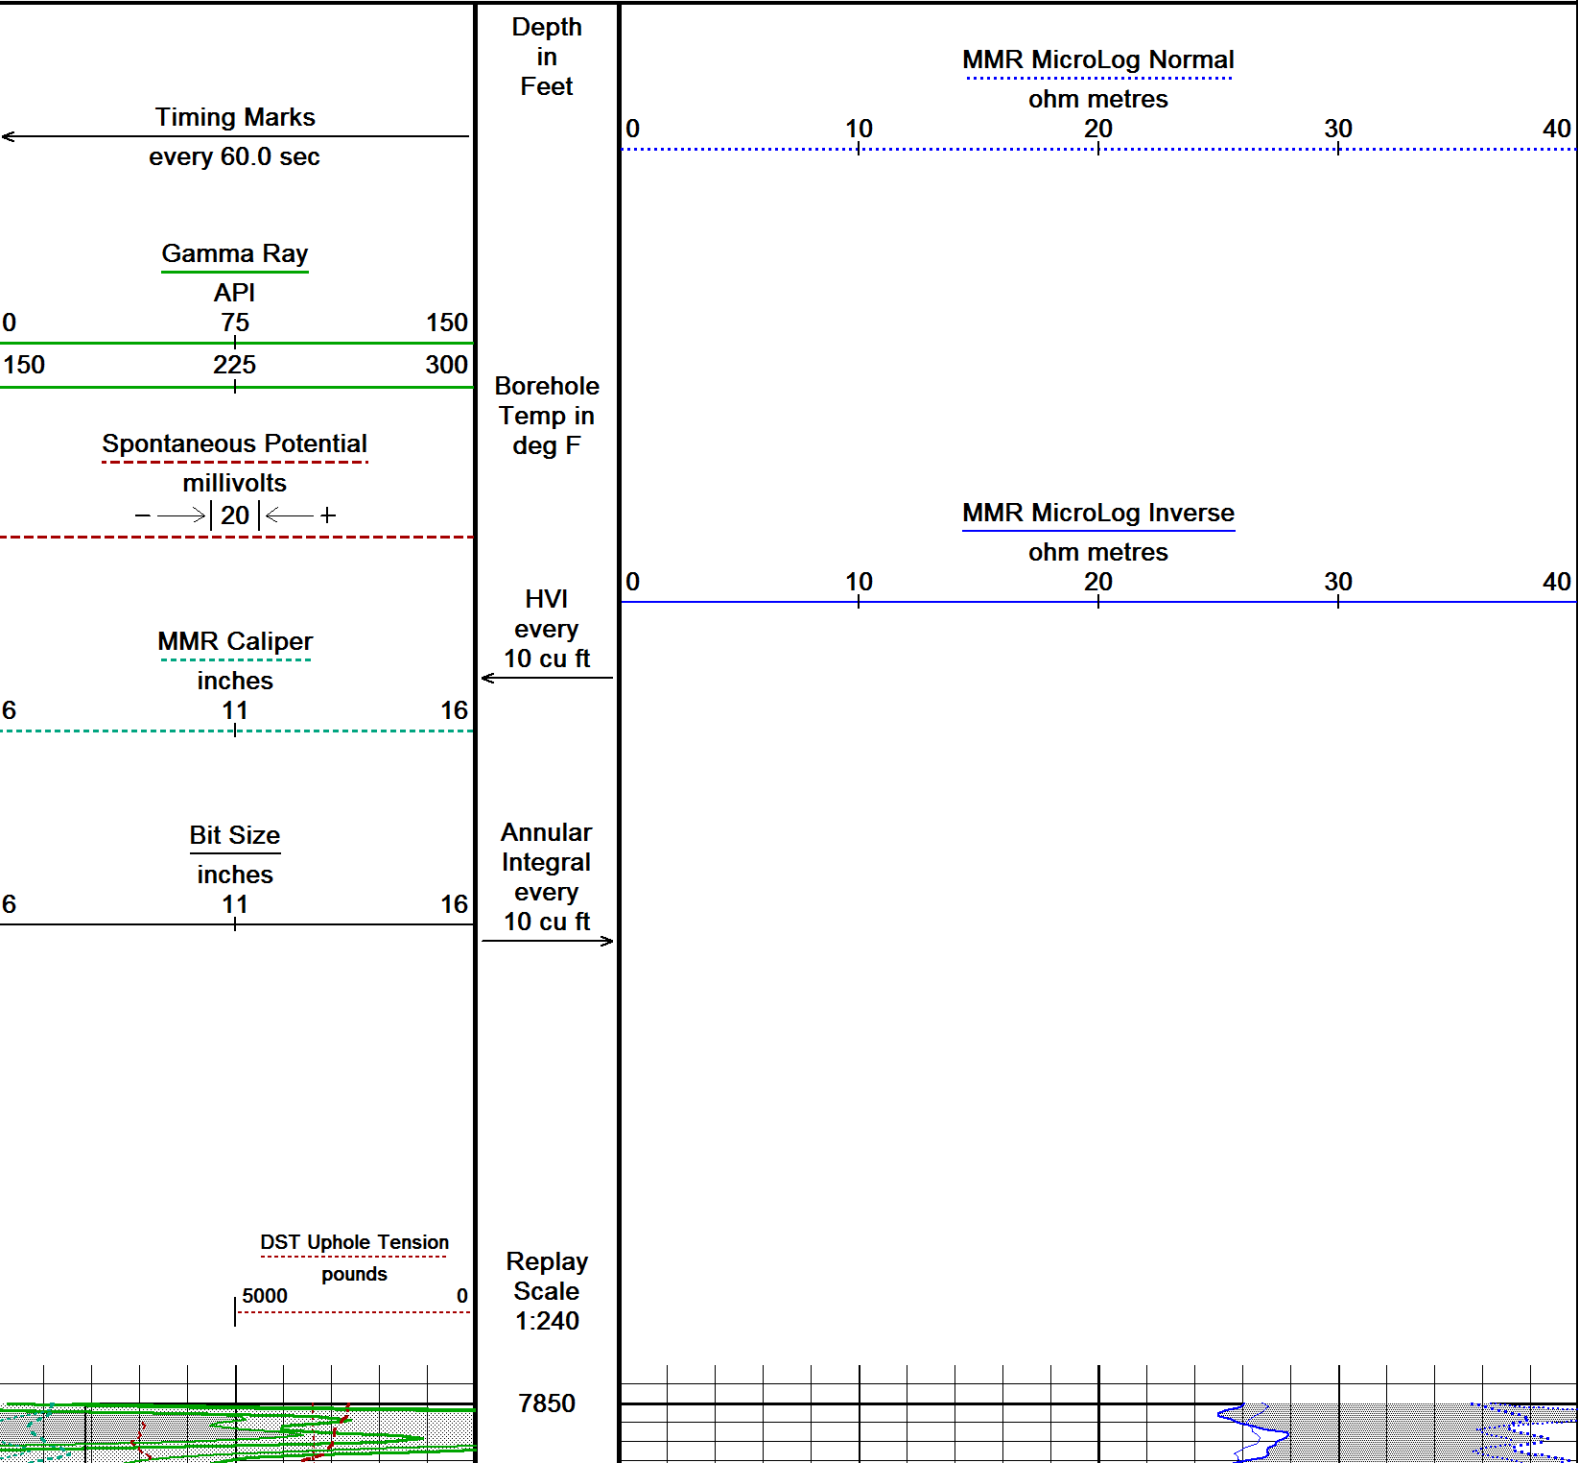 Timing Marks
every 60.0 sec
Gamma Ray
API
0 75 150
150 225 300
Spontaneous Potential
millivolts
− 20 +
MMR Caliper
inches
6 11 16
Bit Size
inches
6 11 16
DST Uphole Tension
pounds
5000 0
Depth
in
Feet
Borehole
Temp in
deg F
HVI
every
10 cu ft
Annular
Integral
every
10 cu ft
Replay
Scale
1:240
7850
MMR MicroLog Normal
ohm metres
0 10 20 30 40
MMR MicroLog Inverse
ohm metres
0 10 20 30 40